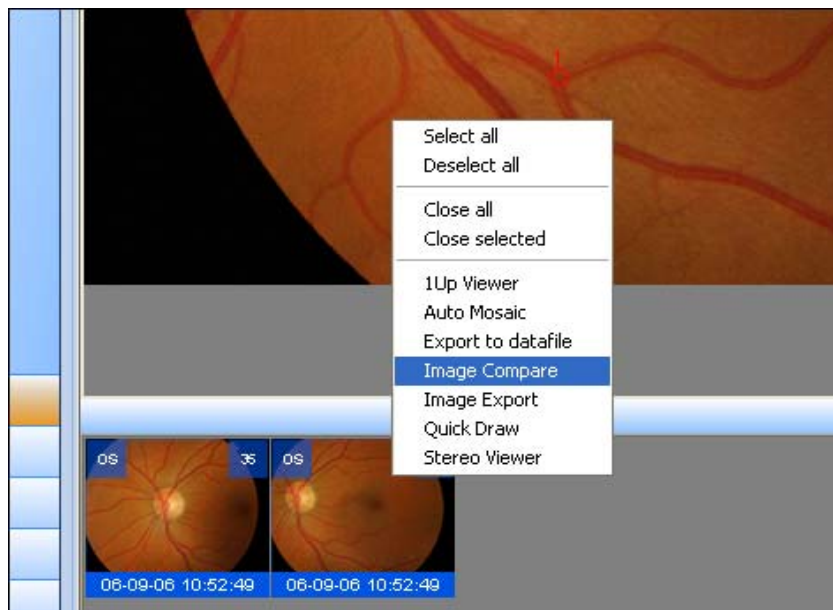 Select all
Deselect all
Close all
Close selected
1Up Viewer
Auto Mosaic
Export to datafile
Image Compare
Image Export
Quick Draw
Stereo Viewer
OS 35 OS
06-09-06 10:52:49 06-09-06 10:52:49